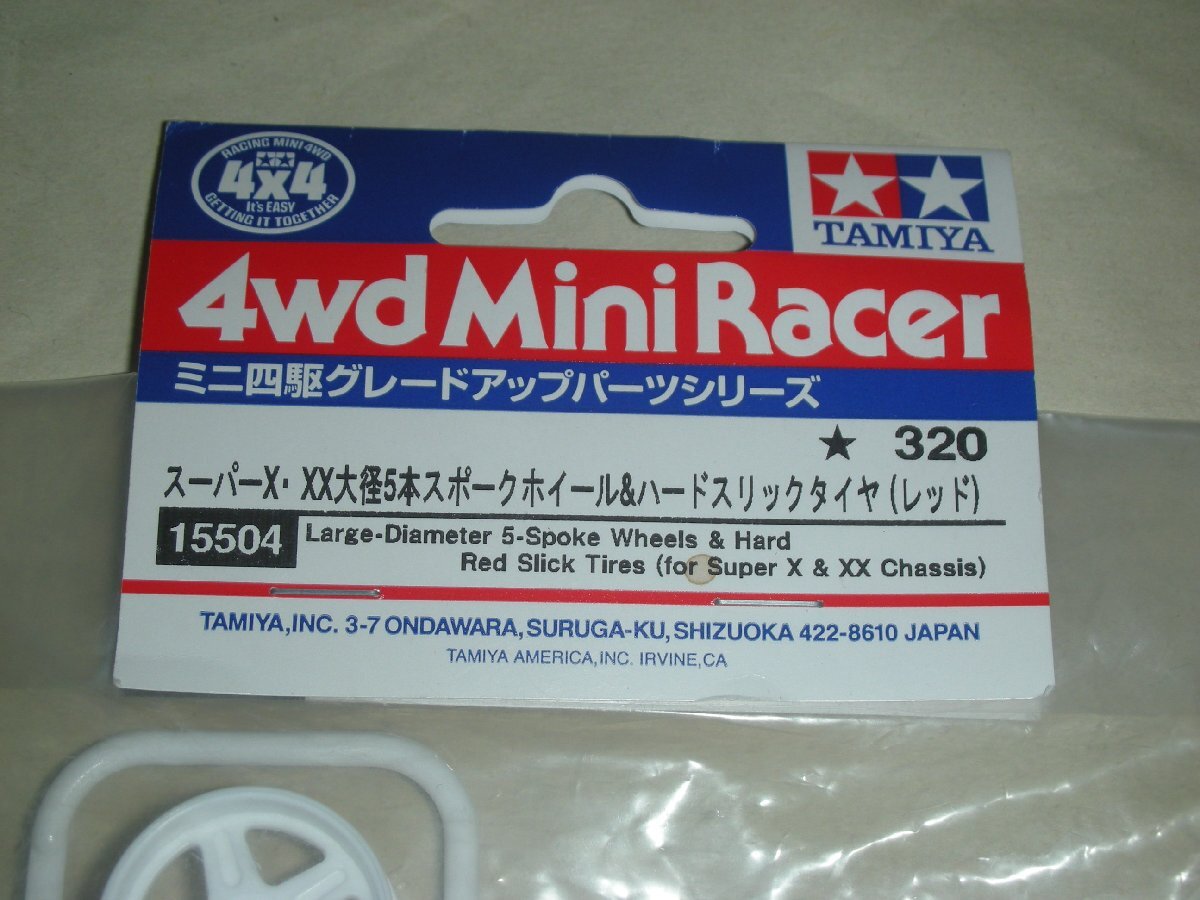 RACING MINI 4WD
4x4
It's EASY
GETTING IT TOGETHER
TAMIYA
4wd Mini Racer
ミニ四駆グレードアップパーツシリーズ
★ 320
スーパーX・XX大径5本スポークホイール&ハードスリックタイヤ(レッド)
15504 Large-Diameter 5-Spoke Wheels & Hard
Red Slick Tires (for Super X & XX Chassis)
TAMIYA,INC. 3-7 ONDAWARA, SURUGA-KU, SHIZUOKA 422-8610 JAPAN
TAMIYA AMERICA, INC. IRVINE, CA